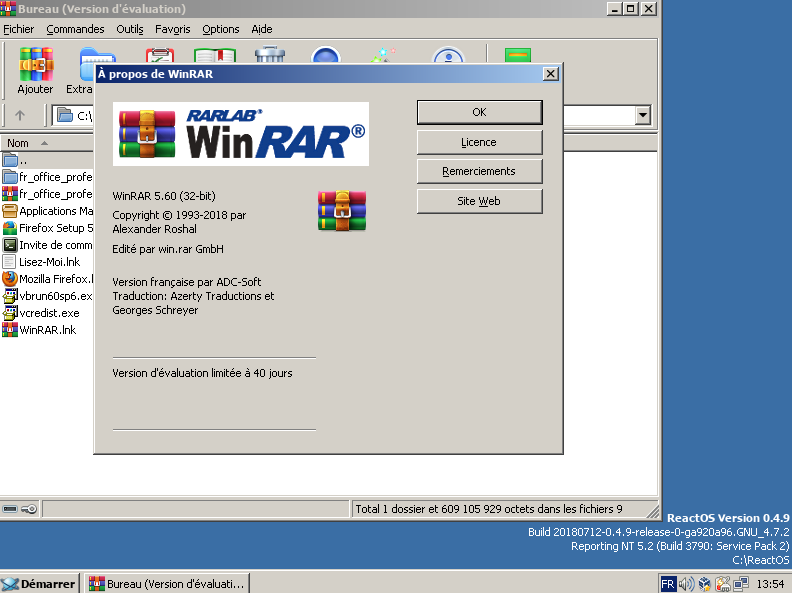 Bureau (Version d'évaluation)
Fichier Commandes Outils Favoris Options Aide
Ajouter
C:\
Nom
..
fr_office_profe
fr_office_profe
Applications Ma
Firefox Setup 5
Invite de comm
Lisez-Moi.lnk
Mozilla Firefox.l
vbrun60sp6.ex
vcredist.exe
WinRAR.lnk
À propos de WinRAR
RARLAB®
WinRAR®
OK
Licence
Remerciements
Site Web
WinRAR 5.60 (32-bit)
Copyright © 1993-2018 par
Alexander Roshal
Edité par win.rar GmbH
Version française par ADC-Soft
Traduction: Azerty Traductions et
Georges Schreyer
Version d'évaluation limitée à 40 jours
Total 1 dossier et 609 105 929 octets dans les fichiers 9
ReactOS Version 0.4.9
Build 20180712-0.4.9-release-0-ga920a96.GNU_4.7.2
Reporting NT 5.2 (Build 3790: Service Pack 2)
C:\ReactOS
Démarrer
Bureau (Version d'évaluati...
FR
13:54